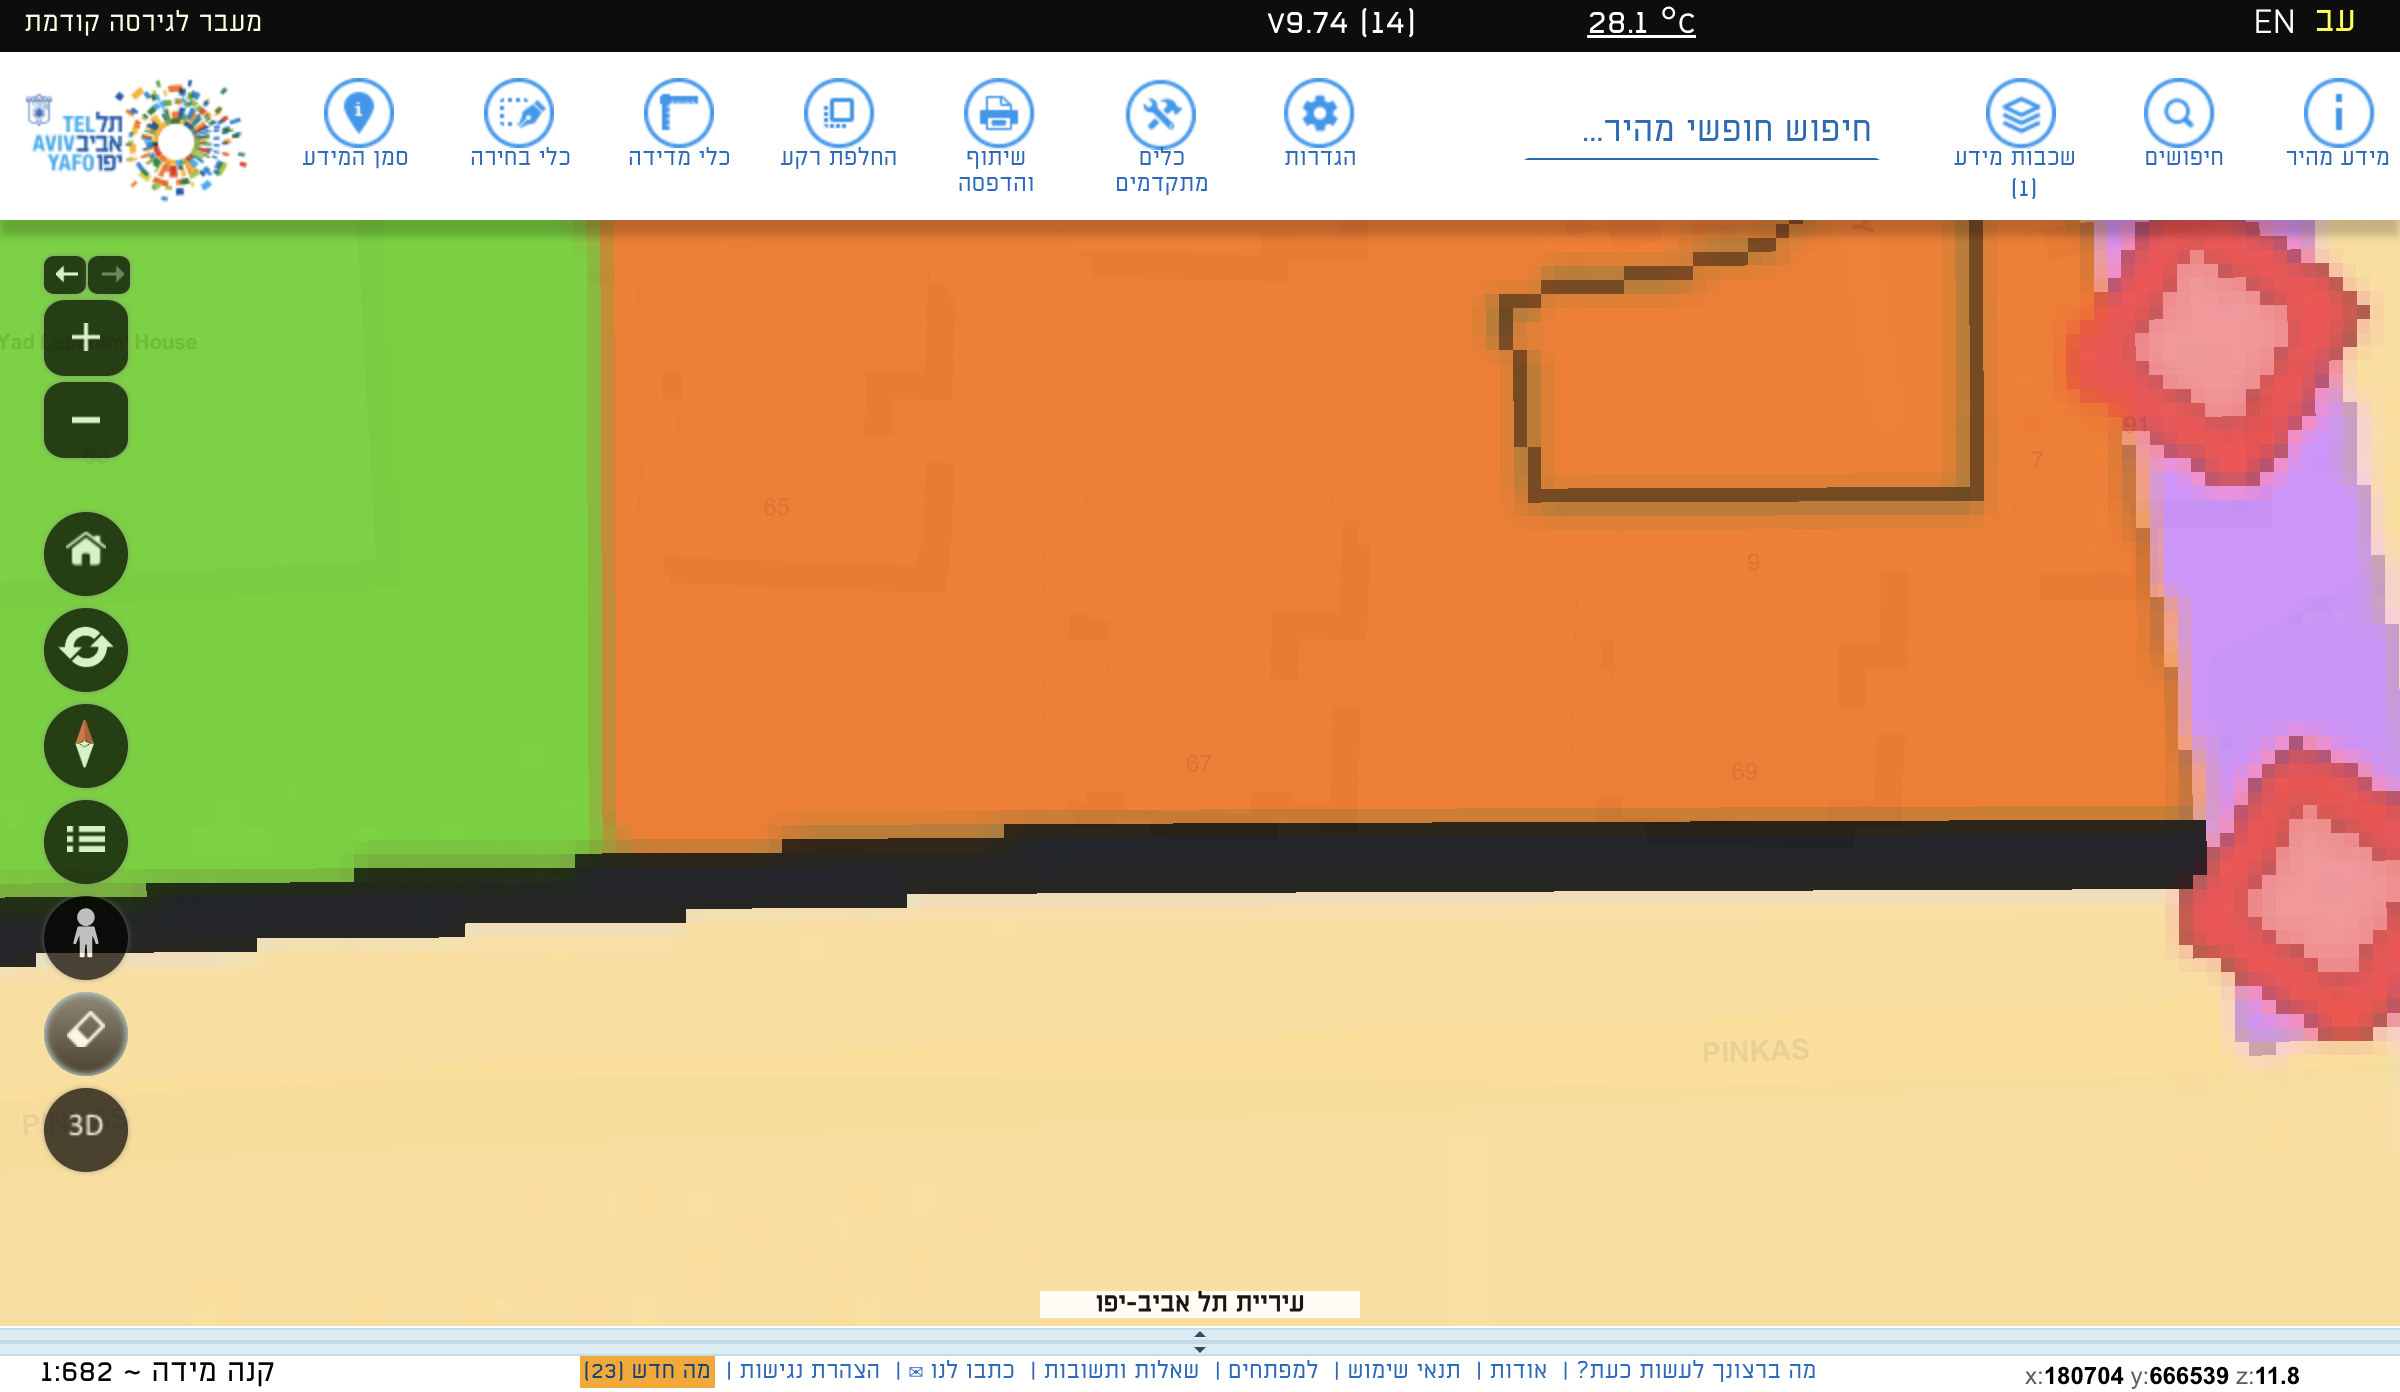 עב EN
28.1 °C
V9.74 (14)
מעבר לגירסה קודמת
מידע מהיר
חיפושים
שכבות מידע
(1)
חיפוש חופשי מהיר...
הגדרות
כלים
מתקדמים
שיתוף
והדפסה
החלפת רקע
כלי מדידה
כלי בחירה
סמן המידע
תל
אביב
יפו
TEL
AVIV
YAFO
House
91
7
65
9
67
69
PINKAS
3D
עיריית תל אביב-יפו
x:180704 y:666539 z:11.8
מה ברצונך לעשות כעת? | אודות | תנאי שימוש | למפתחים | שאלות ותשובות | כתבו לנו ✉ | הצהרת נגישות | מה חדש (23)
קנה מידה ~ 1:682